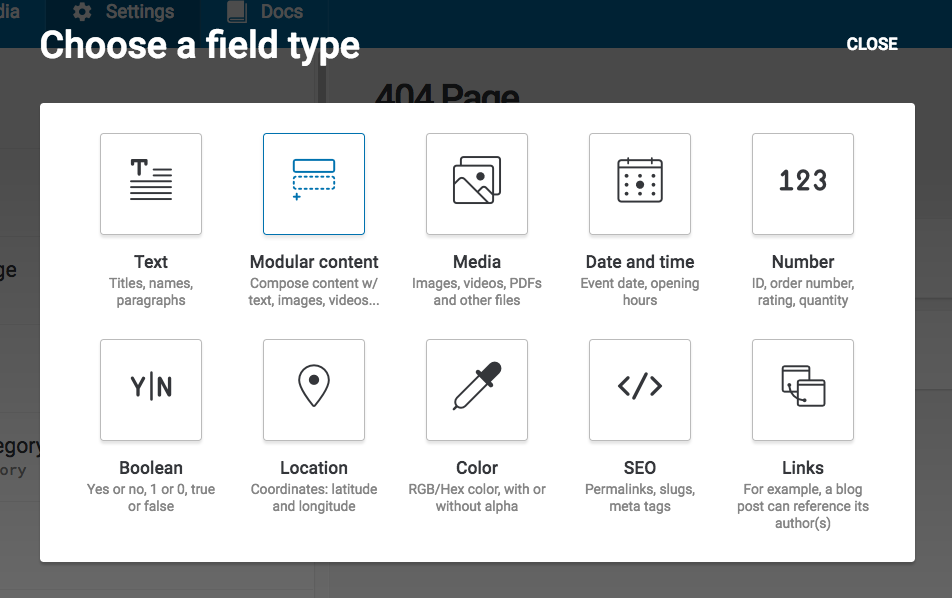 dia Settings Docs
Choose a field type
CLOSE
404 Page
T
123
Text
Titles, names,
paragraphs
Modular content
Compose content w/
text, images, videos...
Media
Images, videos, PDFs
and other files
Date and time
Event date, opening
hours
Number
ID, order number,
rating, quantity
ge
Y|N
</>
Boolean
Yes or no, 1 or 0, true
or false
Location
Coordinates: latitude
and longitude
Color
RGB/Hex color, with or
without alpha
SEO
Permalinks, slugs,
meta tags
Links
For example, a blog
post can reference its
author(s)
egory
ory